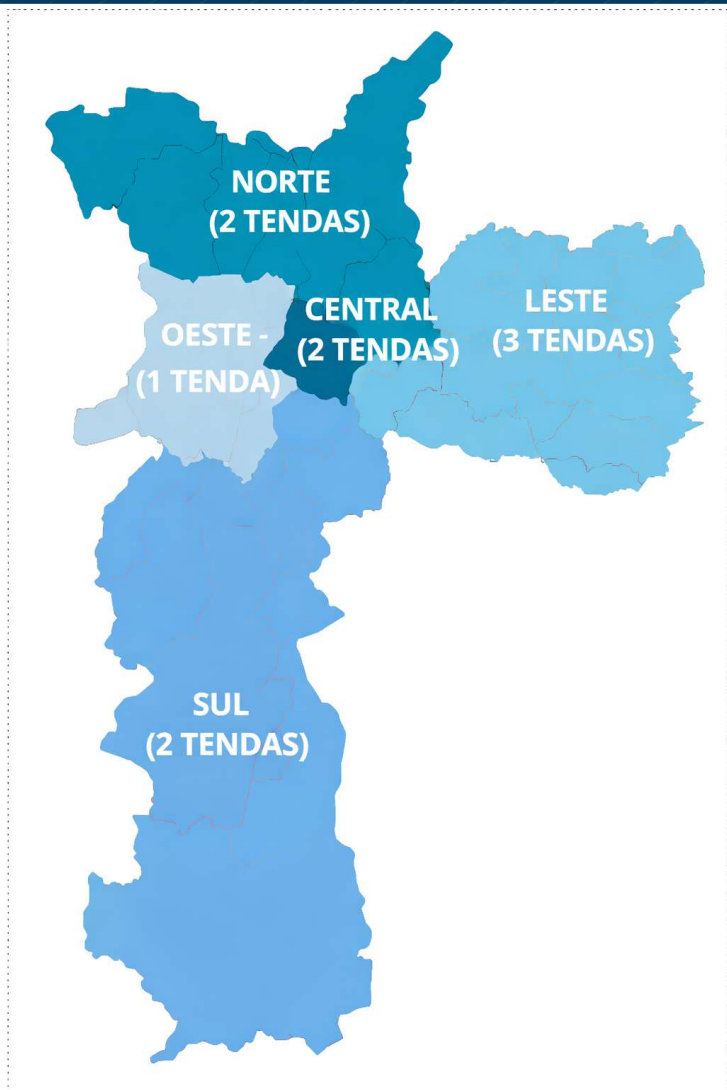 NORTE
(2 TENDAS)
CENTRAL
(2 TENDAS)
LESTE
(3 TENDAS)
OESTE -
(1 TENDA)
SUL
(2 TENDAS)